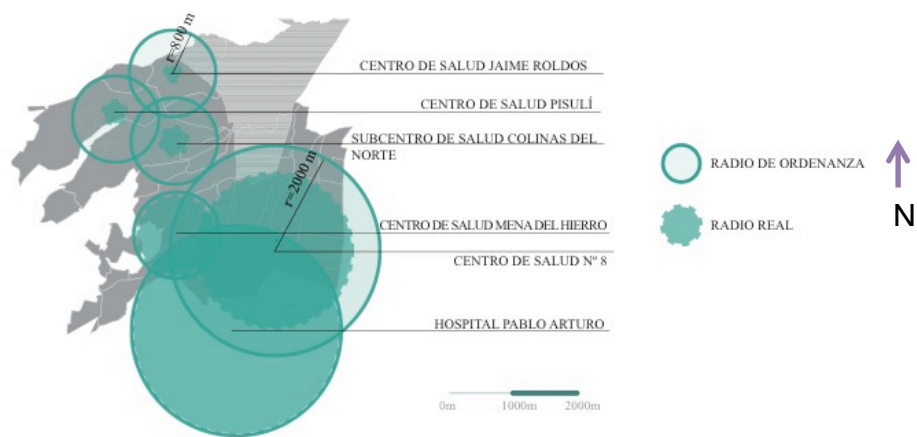 r=800 m
CENTRO DE SALUD JAIME ROLDOS
CENTRO DE SALUD PISULÍ
SUBCENTRO DE SALUD COLINAS DEL
NORTE
r=2000 m
CENTRO DE SALUD MENA DEL HIERRO
CENTRO DE SALUD Nº 8
HOSPITAL PABLO ARTURO
0m 1000m 2000m
RADIO DE ORDENANZA
RADIO REAL
N